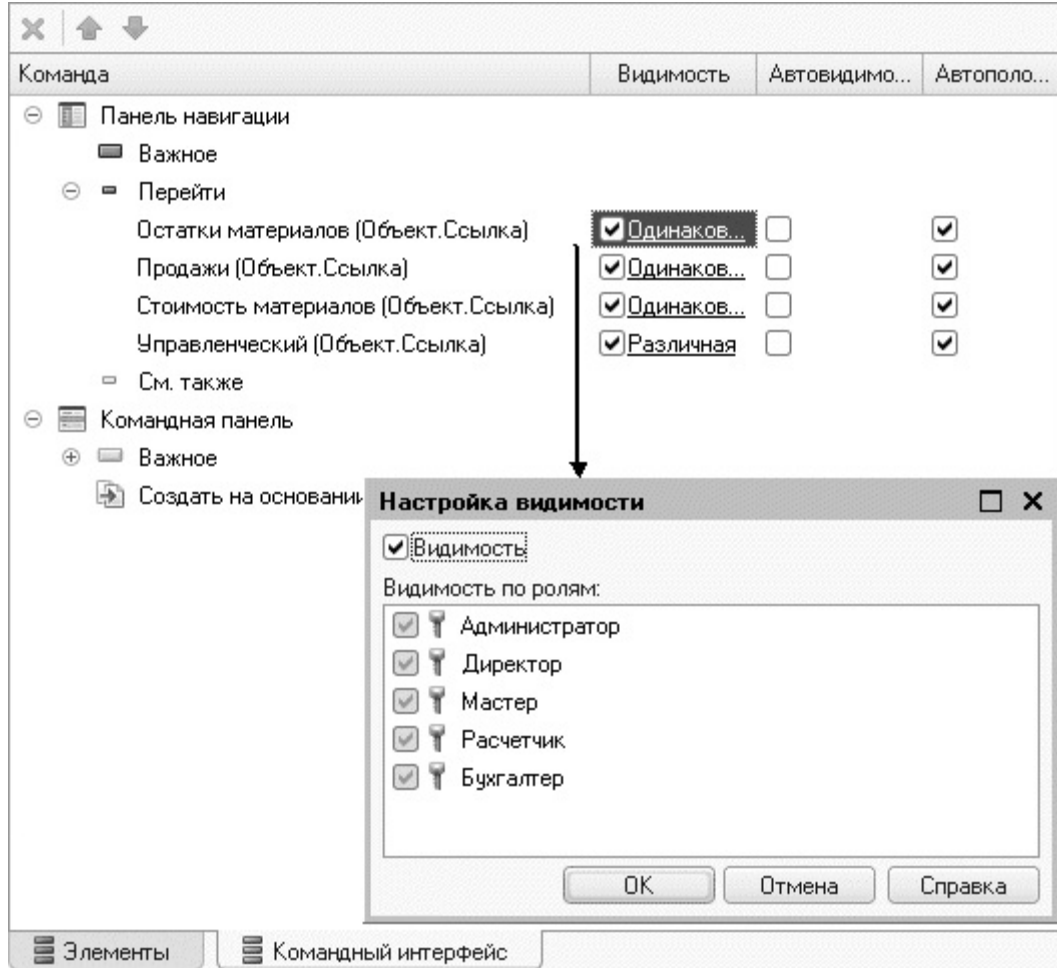 Команда Видимость Автовидимо... Автополо...
Панель навигации
Важное
Перейти
Остатки материалов (Объект.Ссылка) Одинаков...
Продажи (Объект.Ссылка) Одинаков...
Стоимость материалов (Объект.Ссылка) Одинаков...
Управленческий (Объект.Ссылка) Различная
См. также
Командная панель
Важное
Создать на основании
Настройка видимости
Видимость
Видимость по ролям:
Администратор
Директор
Мастер
Расчетчик
Бухгалтер
ОК Отмена Справка
Элементы Командный интерфейс